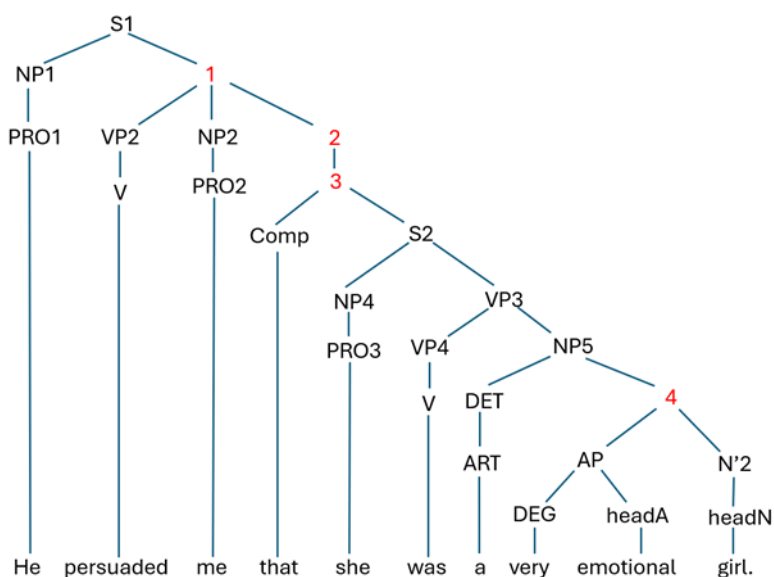 S1
NP1 1
PRO1 VP2 NP2 2
V PRO2 3
Comp S2
NP4 VP3
PRO3 VP4 NP5
V DET 4
ART AP N'2
DEG headA headN
He persuaded me that she was a very emotional girl.